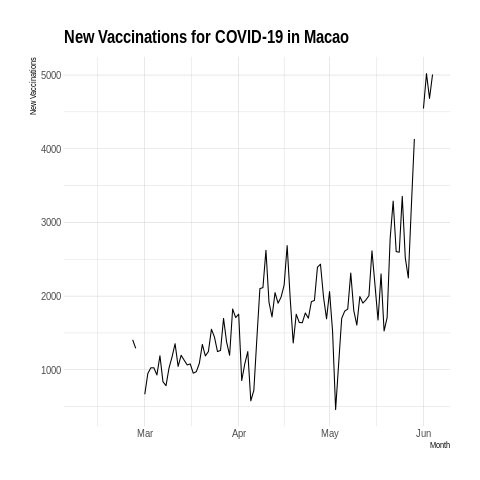 New Vaccinations for COVID-19 in Macao
New Vaccinations
5000
4000
3000
2000
1000
Mar Apr May Jun
Month